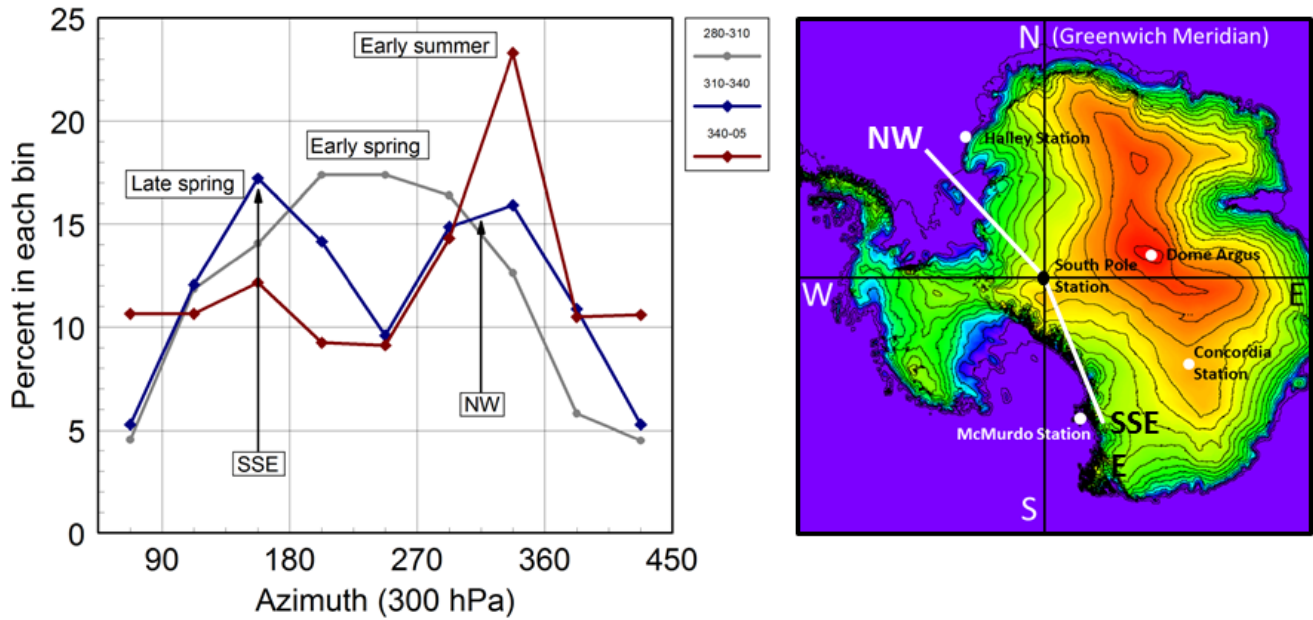 25
20
15
10
5
0
Percent in each bin
90
180
270
360
450
Azimuth (300 hPa)
Early summer
Early spring
Late spring
NW
SSE
280-310
310-340
340-05
N (Greenwich Meridian)
NW
Halley Station
Dome Argus
South Pole
Station
W
E
Concordia
Station
McMurdo Station
SSE
E
S